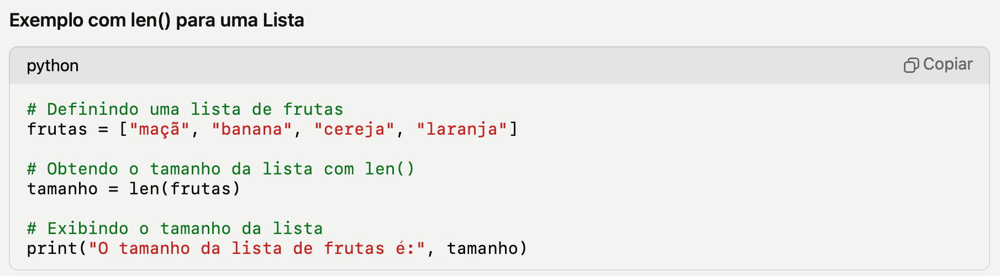 Exemplo com len() para uma Lista
python
Copiar
# Definindo uma lista de frutas
frutas = ["maçã", "banana", "cereja", "laranja"]
# Obtendo o tamanho da lista com len()
tamanho = len(frutas)
# Exibindo o tamanho da lista
print("O tamanho da lista de frutas é:", tamanho)